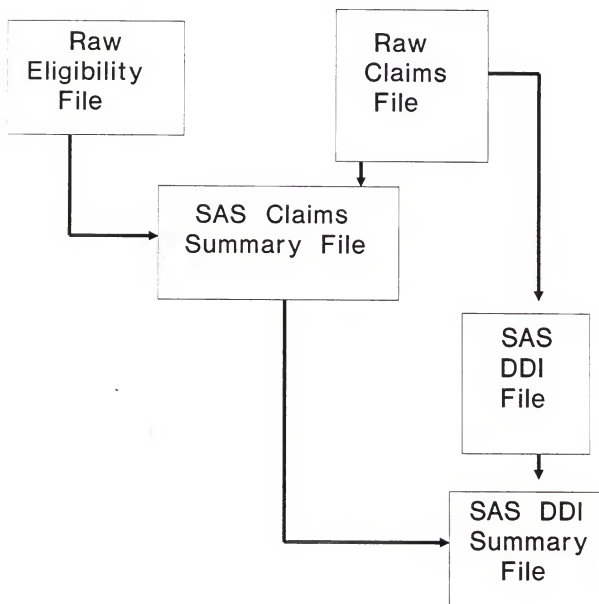 Raw
Eligibility
File
Raw
Claims
File
SAS Claims
Summary File
SAS
DDI
File
SAS DDI
Summary
File